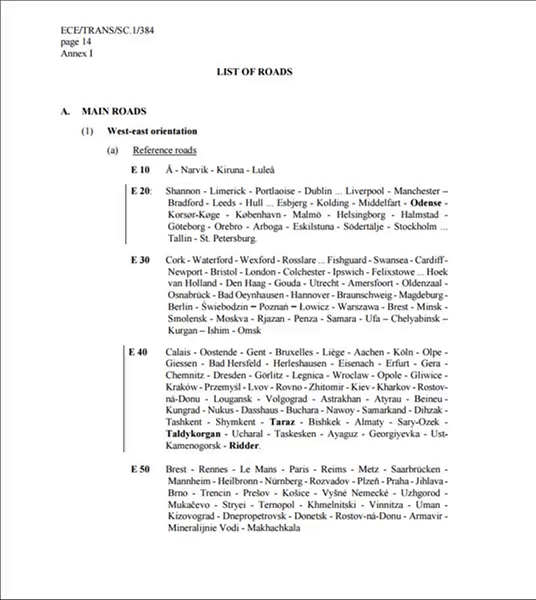 ECE/TRANS/SC.1/384
page 14
Annex I
LIST OF ROADS
A. MAIN ROADS
(1) West-east orientation
(a) Reference roads
E 10 Å - Narvik - Kiruna - Luleå
E 20: Shannon - Limerick - Portlaoise - Dublin ... Liverpool - Manchester –
Bradford - Leeds - Hull ... Esbjerg - Kolding - Middelfart - Odense -
Korsør-Køge - København - Malmö - Helsingborg - Halmstad -
Göteborg - Orebro - Arboga - Eskilstuna - Södertälje - Stockholm ...
Tallin - St. Petersburg.
E 30 Cork - Waterford - Wexford - Rosslare ... Fishguard - Swansea - Cardiff -
Newport - Bristol - London - Colchester - Ipswich - Felixstowe ... Hoek
van Holland - Den Haag - Gouda - Utrecht - Amersfoort - Oldenzaal -
Osnabrück - Bad Oeynhausen - Hannover - Braunschweig - Magdeburg -
Berlin – Świebodzin – Poznań – Łowicz - Warszawa - Brest - Minsk -
Smolensk - Moskva - Rjazan - Penza - Samara - Ufa – Chelyabinsk –
Kurgan – Ishim - Omsk
E 40 Calais - Oostende - Gent - Bruxelles - Liège - Aachen - Köln - Olpe -
Giessen - Bad Hersfeld - Herleshausen - Eisenach - Erfurt - Gera -
Chemnitz - Dresden - Görlitz - Legnica - Wroclaw - Opole - Gliwice -
Kraków - Przemyśl - Lvov - Rovno - Zhitomir - Kiev - Kharkov - Rostov-
ná-Donu - Lougansk - Volgograd - Astrakhan - Atyrau - Beineu -
Kungrad - Nukus - Dasshaus - Buchara - Nawoy - Samarkand - Dihzak -
Tashkent - Shymkent - Taraz - Bishkek - Almaty - Sary-Ozek -
Taldykorgan - Ucharal - Taskesken - Ayaguz - Georgiyevka - Ust-
Kamenogorsk - Ridder.
E 50 Brest - Rennes - Le Mans - Paris - Reims - Metz - Saarbrücken -
Mannheim - Heilbronn - Nürnberg - Rozvadov - Plzeň - Praha - Jihlava -
Brno - Trencin - Prešov - Košice - Vyšné Nemecké - Uzhgorod -
Mukačevo - Stryei - Ternopol - Khmelnitski - Vinnitza - Uman -
Kizovograd - Dnepropetrovsk - Donetsk - Rostov-ná-Donu - Armavir -
Mineralijnie Vodi - Makhachkala